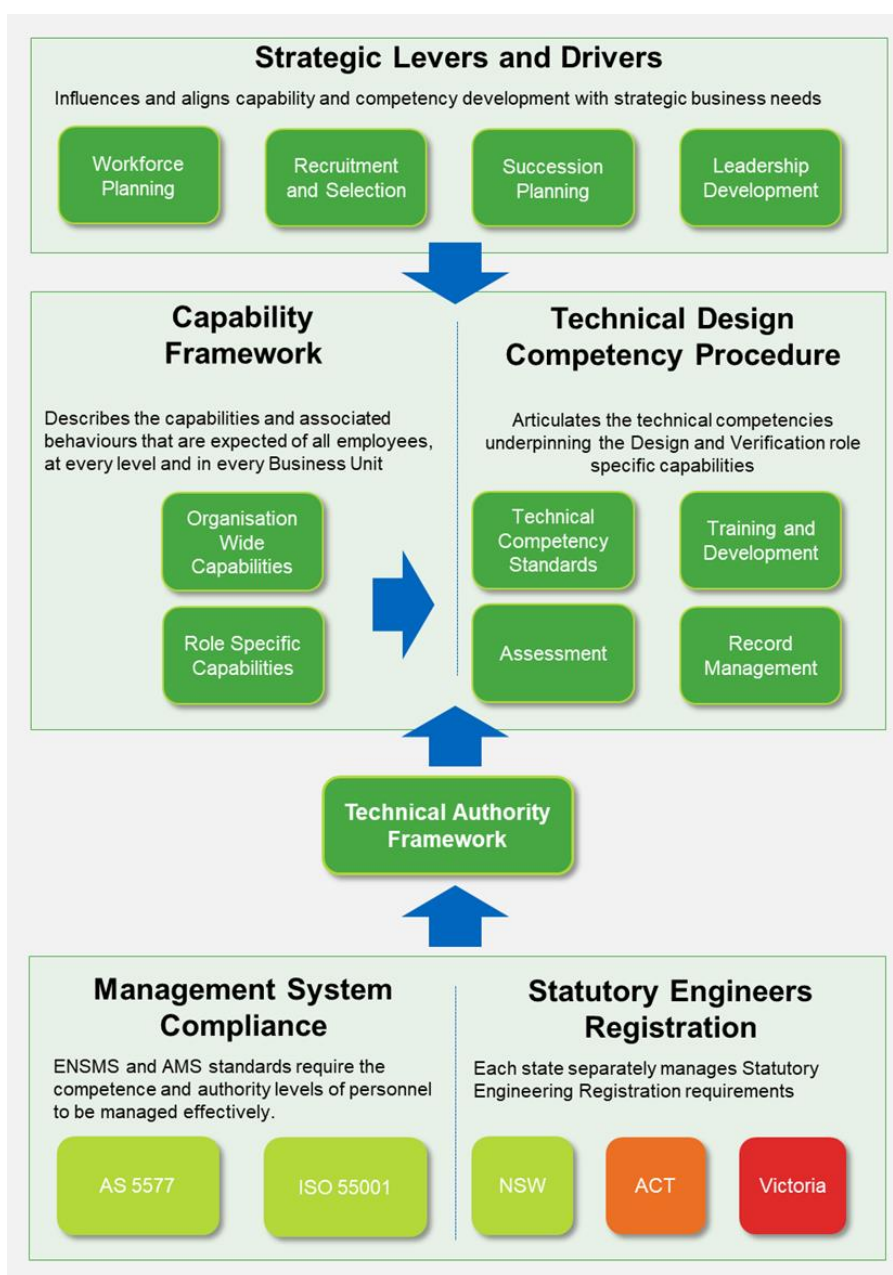 Strategic Levers and Drivers
Influences and aligns capability and competency development with strategic business needs
Workforce
Planning
Recruitment
and Selection
Succession
Planning
Leadership
Development
Capability
Framework
Describes the capabilities and associated
behaviours that are expected of all employees,
at every level and in every Business Unit
Organisation
Wide
Capabilities
Role Specific
Capabilities
Technical Design
Competency Procedure
Articulates the technical competencies
underpinning the Design and Verification role
specific capabilities
Technical
Competency
Standards
Training and
Development
Assessment
Record
Management
Technical Authority
Framework
Management System
Compliance
ENSMS and AMS standards require the
competence and authority levels of personnel
to be managed effectively.
AS 5577
ISO 55001
Statutory Engineers
Registration
Each state separately manages Statutory
Engineering Registration requirements
NSW
ACT
Victoria